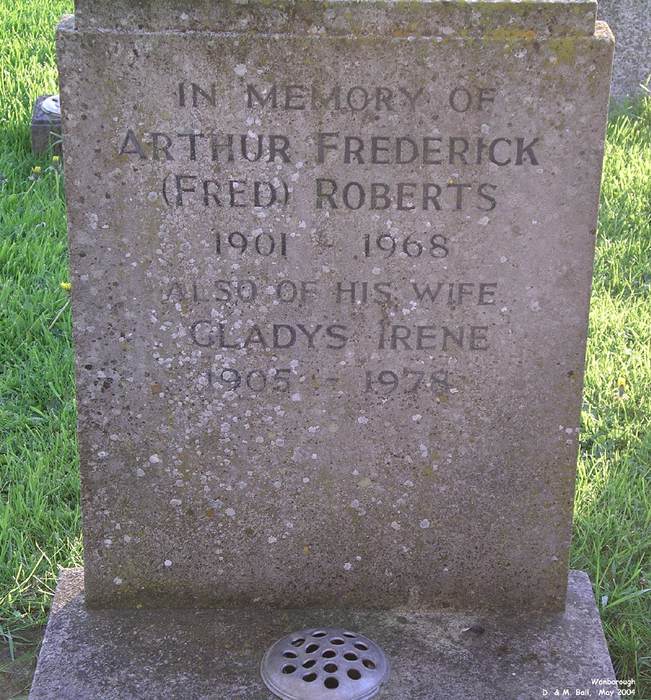 IN MEMORY OF
ARTHUR FREDERICK
(FRED) ROBERTS
1901 - 1968
ALSO OF HIS WIFE
GLADYS IRENE
1905 - 1978
Wanborough
D. & M. Ball, May 2004